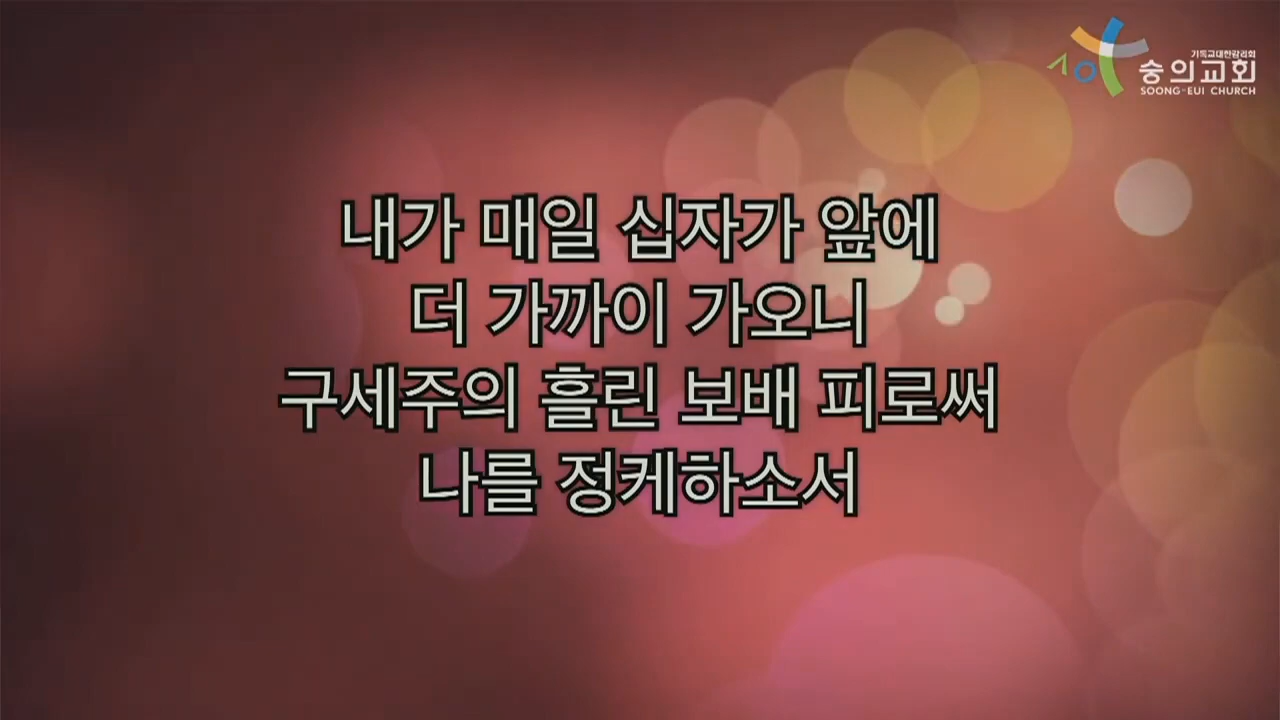 기독교대한감리회
숭의교회
SOONG-EUI CHURCH
내가 매일 십자가 앞에
더 가까이 가오니
구세주의 흘린 보배 피로써
나를 정케하소서